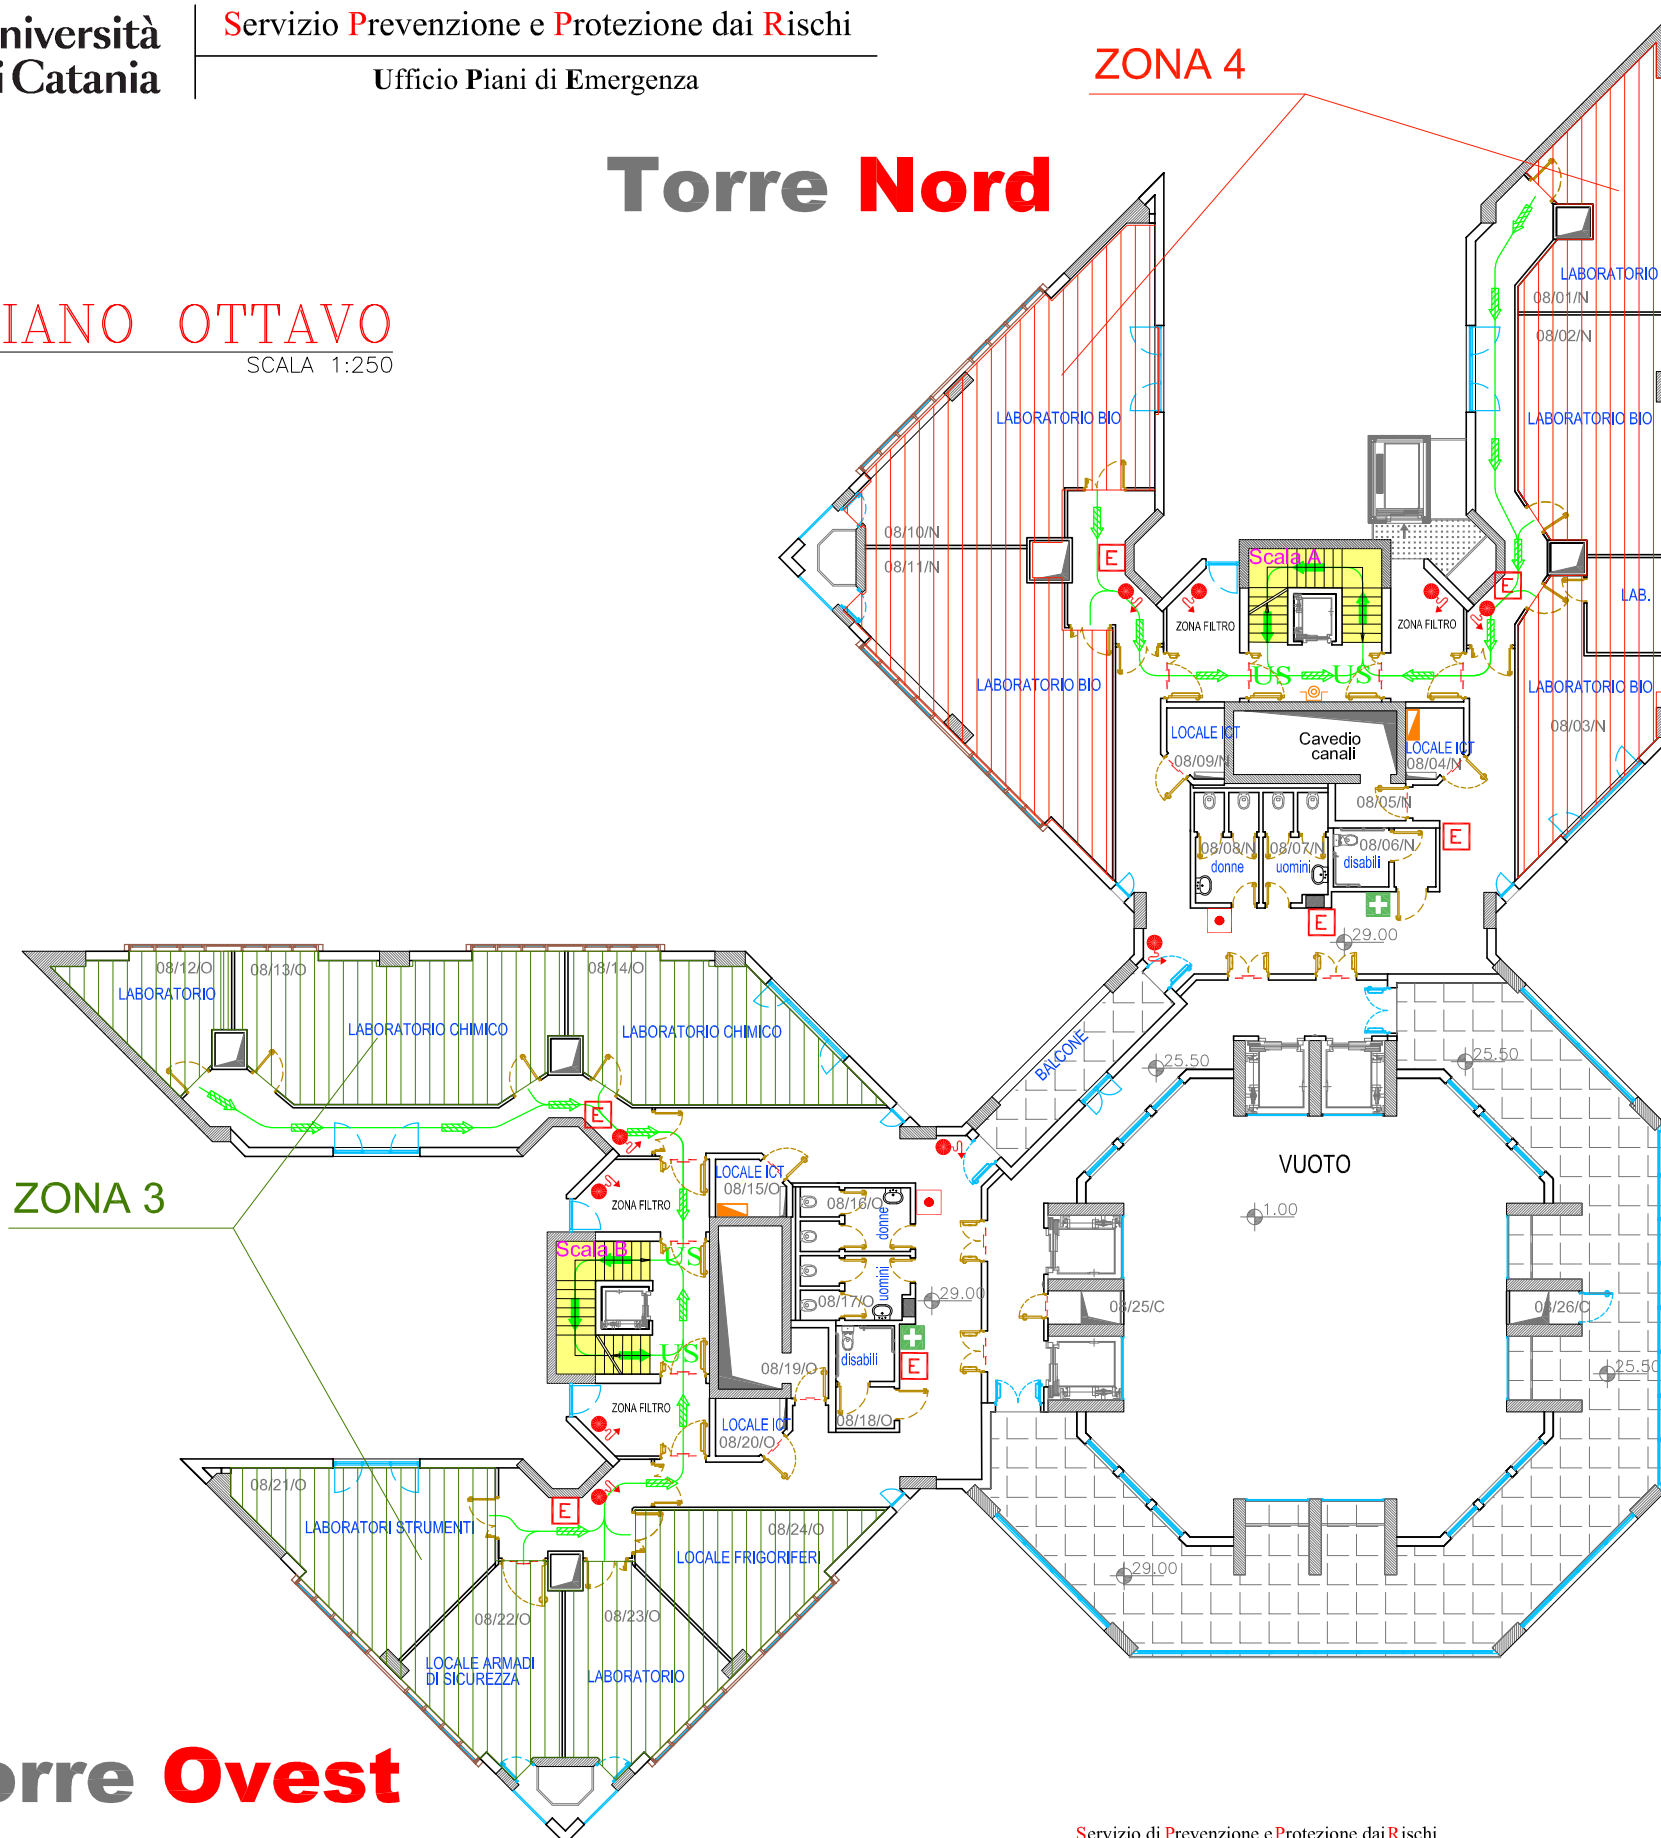 niversità
i Catania
Servizio Prevenzione e Protezione dai Rischi
Ufficio Piani di Emergenza
ZONA 4
Torre Nord
IANO OTTAVO
SCALA 1:250
LABORATORIO
08/01/N
08/02/N
LABORATORIO BIO
LABORATORIO BIO
08/10/N
08/11/N
E
Scala A
E
LAB.
ZONA FILTRO
ZONA FILTRO
US
US
LABORATORIO BIO
LABORATORIO BIO
08/03/N
LOCALE ICT
08/09/N
Cavedio
canali
LOCALE ICT
08/04/N
08/05/N
E
08/08/N
donne
08/07/N
uomini
08/06/N
disabili
E
29.00
08/12/O
08/13/O
08/14/O
LABORATORIO
LABORATORIO CHIMICO
LABORATORIO CHIMICO
BALCONE
25.50
25.50
E
VUOTO
1.00
ZONA 3
LOCALE ICT
08/15/O
ZONA FILTRO
08/16/O
donne
Scala B
US
uomini
08/17/O
29.00
08/25/C
08/26/C
US
08/19/O
disabili
E
25.50
ZONA FILTRO
LOCALE ICT
08/20/O
08/18/O
08/21/O
E
LABORATORI STRUMENTI
08/24/O
LOCALE FRIGORIFERI
29.00
08/22/O
08/23/O
LOCALE ARMADI
DI SICUREZZA
LABORATORIO
orre Ovest
Servizio di Prevenzione e Protezione dai Rischi